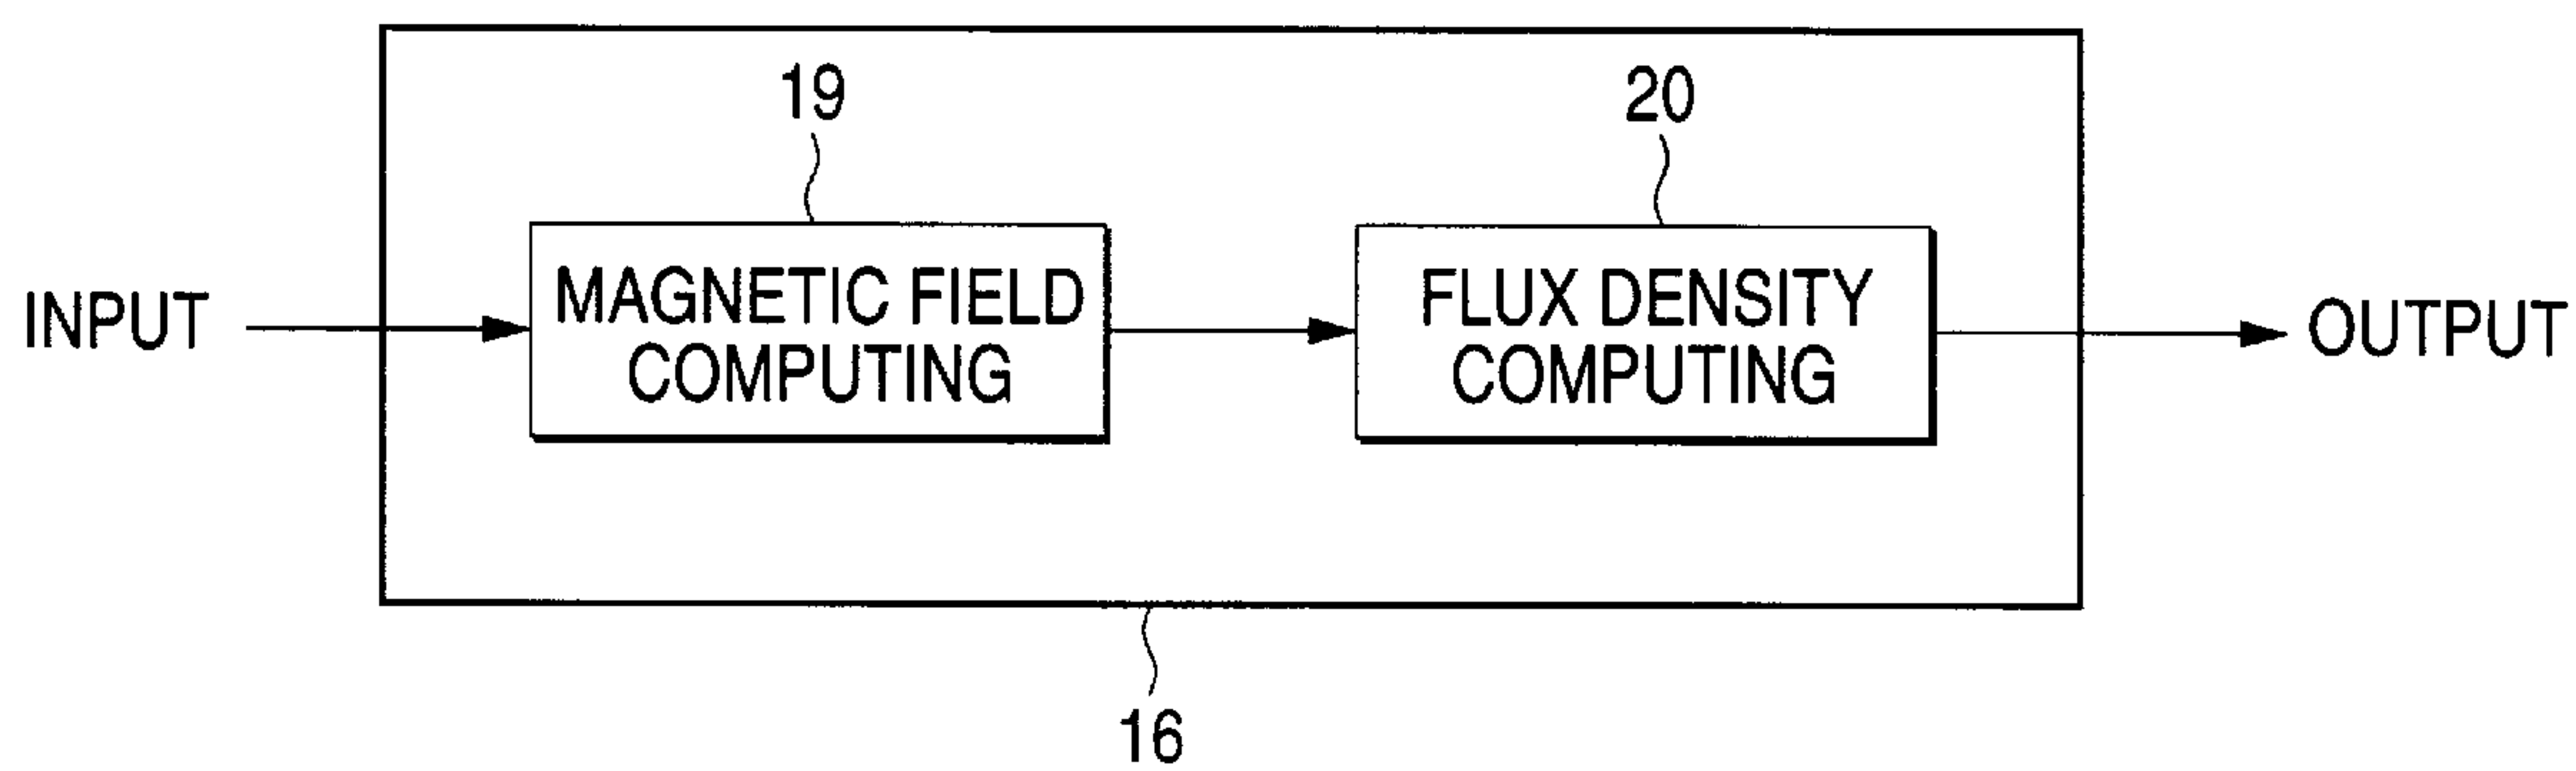 19
20
INPUT
MAGNETIC FIELD
COMPUTING
FLUX DENSITY
COMPUTING
OUTPUT
16